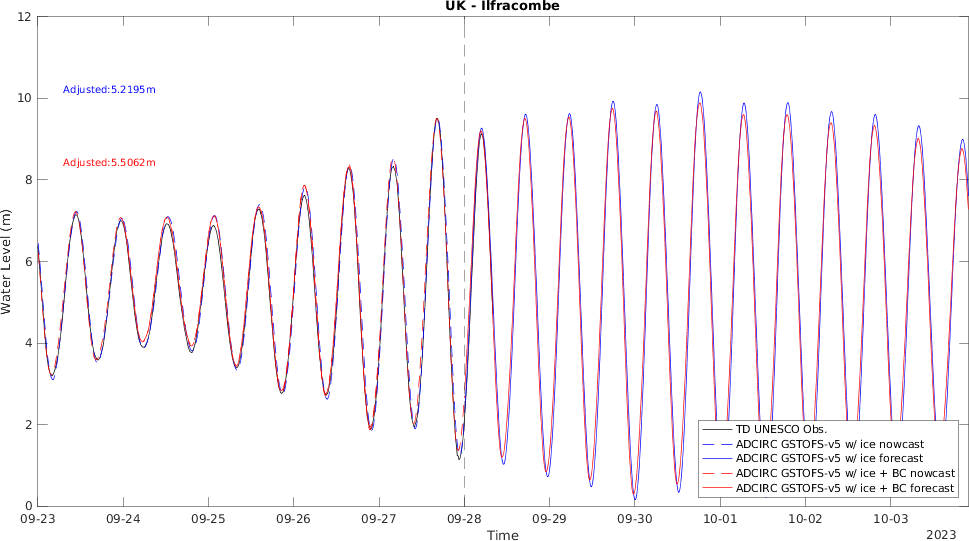 UK - Ilfracombe
12
10
8
6
4
2
0
Water Level (m)
Adjusted:5.2195m
Adjusted:5.5062m
TD UNESCO Obs.
ADCIRC GSTOFS-v5 w/ ice nowcast
ADCIRC GSTOFS-v5 w/ ice forecast
ADCIRC GSTOFS-v5 w/ ice + BC nowcast
ADCIRC GSTOFS-v5 w/ ice + BC forecast
09-23
09-24
09-25
09-26
09-27
09-28
09-29
09-30
10-01
10-02
10-03
Time
2023